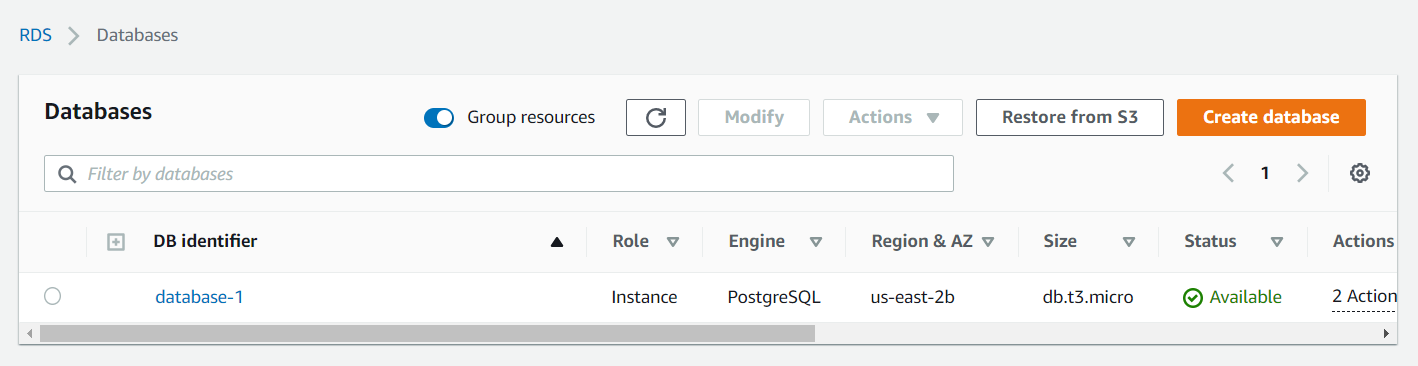 RDS > Databases
Databases Group resources Modify Actions Restore from S3 Create database
Filter by databases 1
DB identifier Role Engine Region & AZ Size Status Actions
database-1 Instance PostgreSQL us-east-2b db.t3.micro Available 2 Action